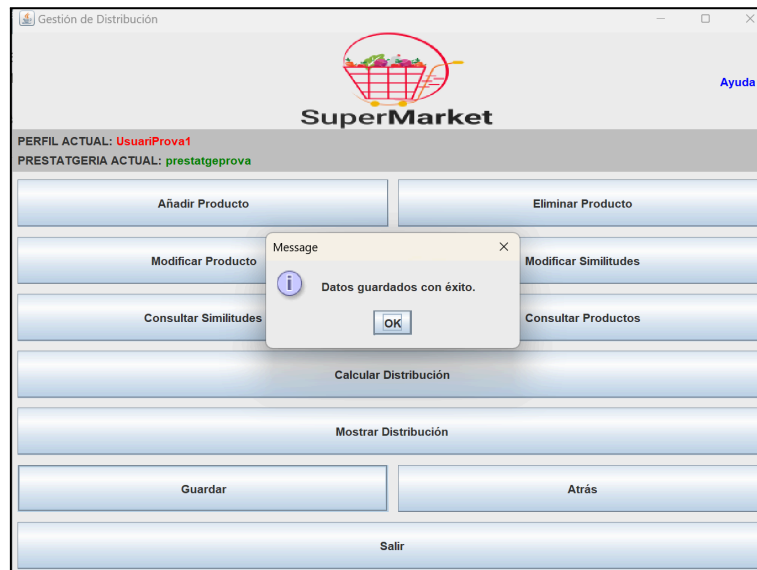 Gestión de Distribución
Ayuda
SuperMarket
PERFIL ACTUAL: UsuariProva1
PRESTATGERIA ACTUAL: prestatgeprova
Añadir Producto
Eliminar Producto
Modificar Producto
Modificar Similitudes
Message
Datos guardados con éxito.
OK
Consultar Similitudes
Consultar Productos
Calcular Distribución
Mostrar Distribución
Guardar
Atrás
Salir